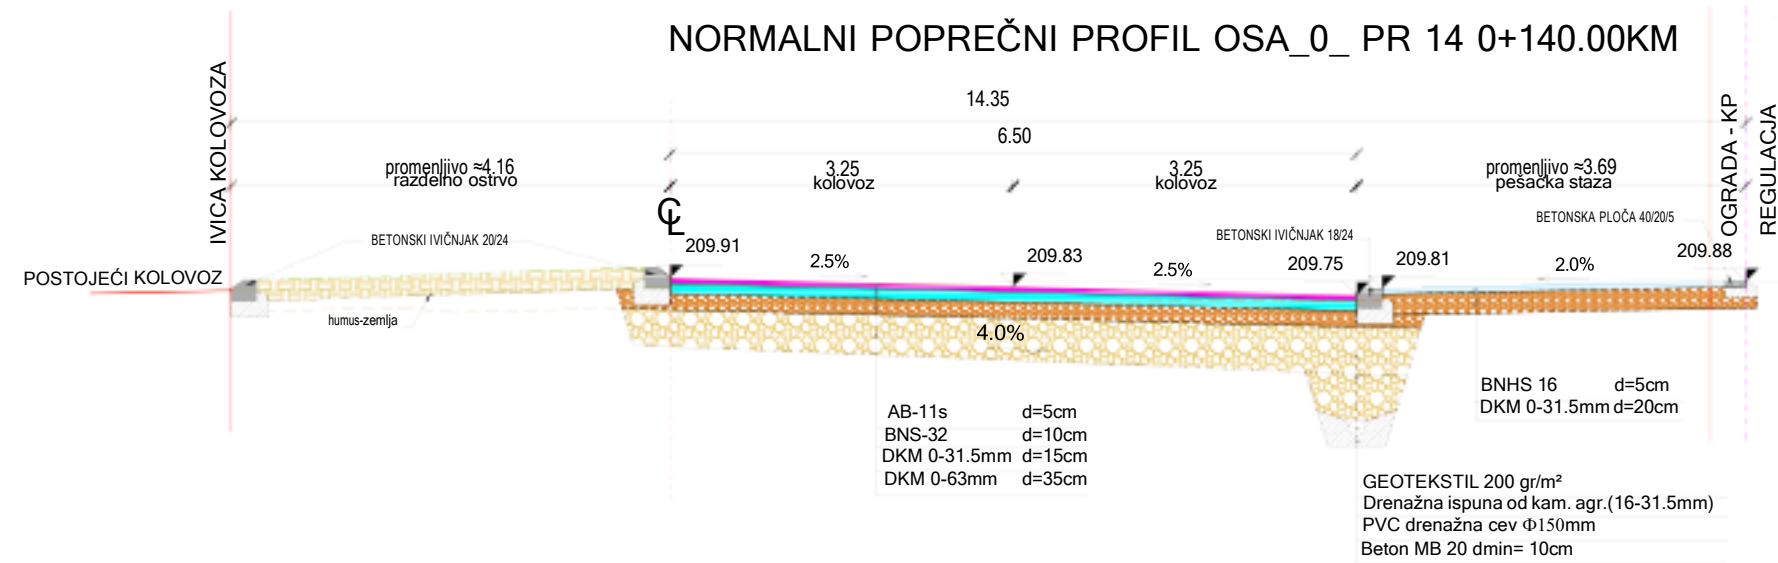 NORMALNI POPREČNI PROFIL OSA_0_ PR 14 0+140.00KM
14.35
6.50
promenljivo ≈4.16
razdelno ostrvo
3.25
kolovoz
3.25
kolovoz
promenljivo ≈3.69
pešačka staza
IVICA KOLOVOZA
OGRADA - KP
REGULACJA
℄
BETONSKI IVIČNJAK 20/24
BETONSKI IVIČNJAK 18/24
BETONSKA PLOČA 40/20/5
POSTOJEĆI KOLOVOZ
209.91
2.5%
209.83
2.5%
209.75
209.81
2.0%
209.88
humus-zemlja
4.0%
AB-11s d=5cm
BNS-32 d=10cm
DKM 0-31.5mm d=15cm
DKM 0-63mm d=35cm
BNHS 16 d=5cm
DKM 0-31.5mm d=20cm
GEOTEKSTIL 200 gr/m²
Drenažna ispuna od kam. agr.(16-31.5mm)
PVC drenažna cev Φ150mm
Beton MB 20 dmin= 10cm